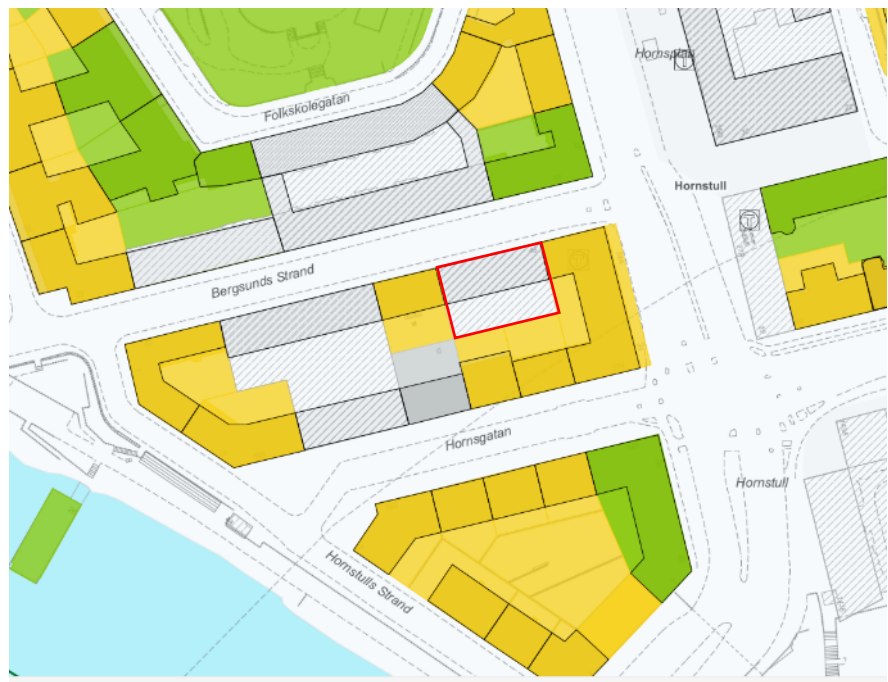 Hornsplan
Folkskolegatan
Hornstull
Bergsunds Strand
Hornsgatan
Hornstull
Hornstulls Strand